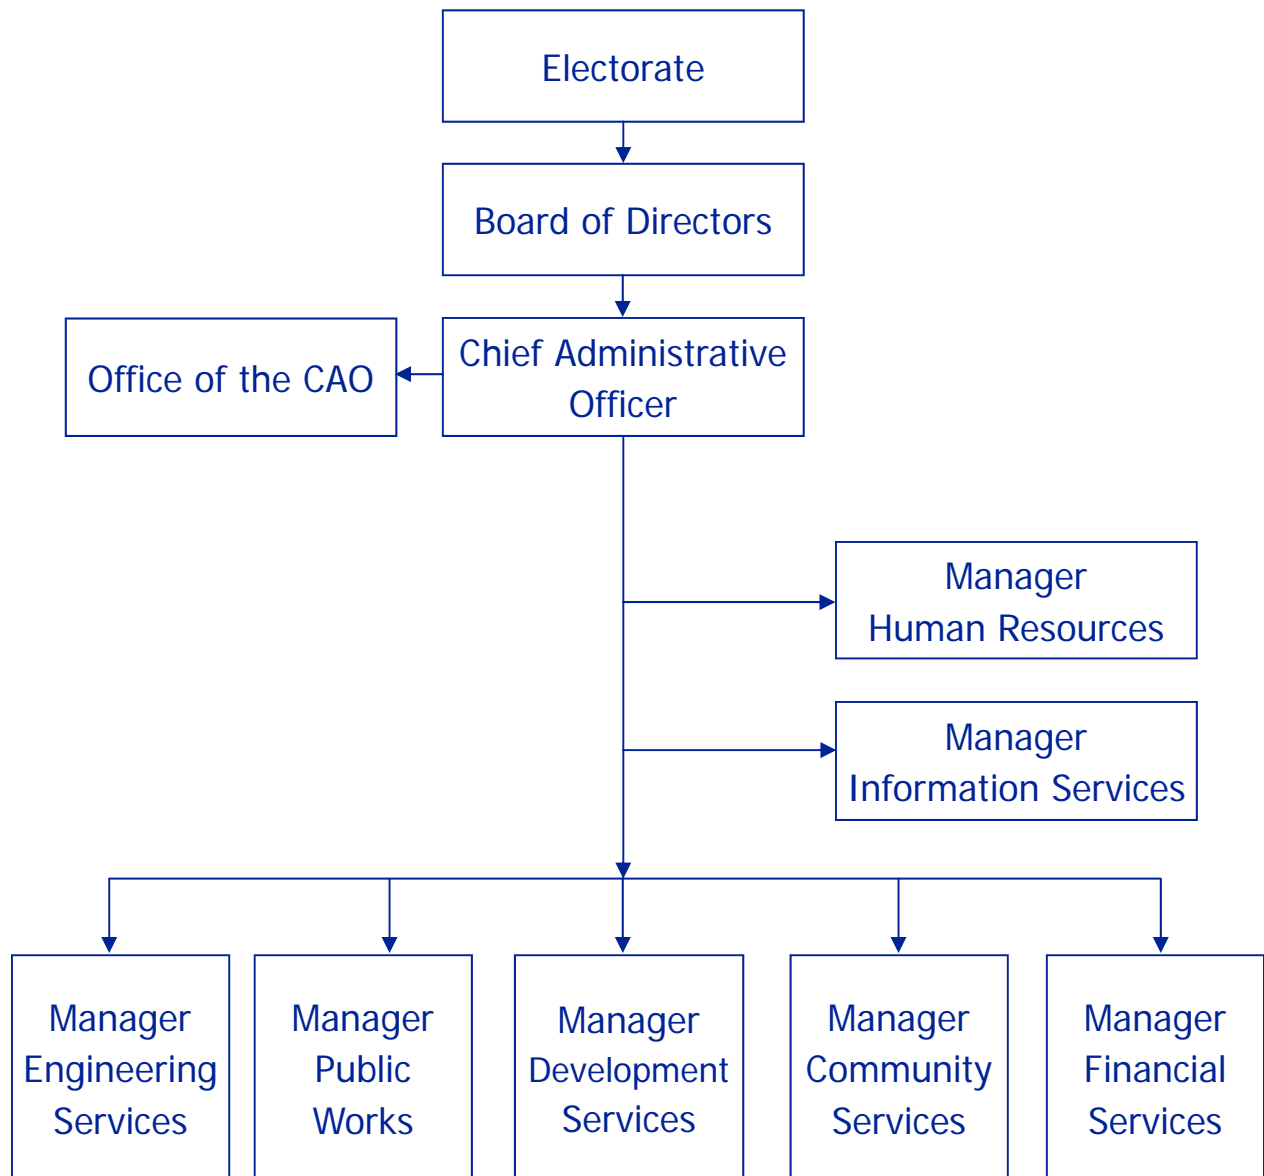 Electorate
Board of Directors
Office of the CAO
Chief Administrative
Officer
Manager
Human Resources
Manager
Information Services
Manager
Engineering
Services
Manager
Public
Works
Manager
Development
Services
Manager
Community
Services
Manager
Financial
Services